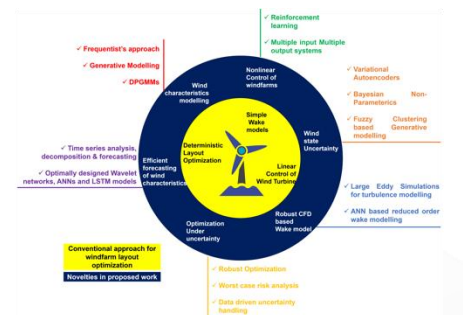 ✓ Reinforcement
learning
✓ Multiple input Multiple
output systems
✓ Frequentist's approach
✓ Generative Modelling
✓ DPGMMs
✓ Variational
Autoencoders
✓ Bayesian Non-
Parameterics
✓ Fuzzy Clustering
based Generative
modelling
✓ Time series analysis,
decomposition & forecasting
✓ Optimally designed Wavelet
networks, ANNs and LSTM models
✓ Large Eddy Simulations
for turbulence modelling
✓ ANN based reduced order
wake modelling
✓ Robust Optimization
✓ Worst case risk analysis
✓ Data driven uncertainty
handling
Wind
characteristics
modelling
Nonlinear
Control of
windfarms
Wind
state
Uncertainty
Robust CFD
based
Wake model
Optimization
Under
uncertainty
Efficient
forecasting
of wind
characteristics
Simple
Wake
models
Deterministic
Layout
Optimization
Linear
Control of
Wind Turbine
Conventional approach for
windfarm layout
optimization
Novelties in proposed work